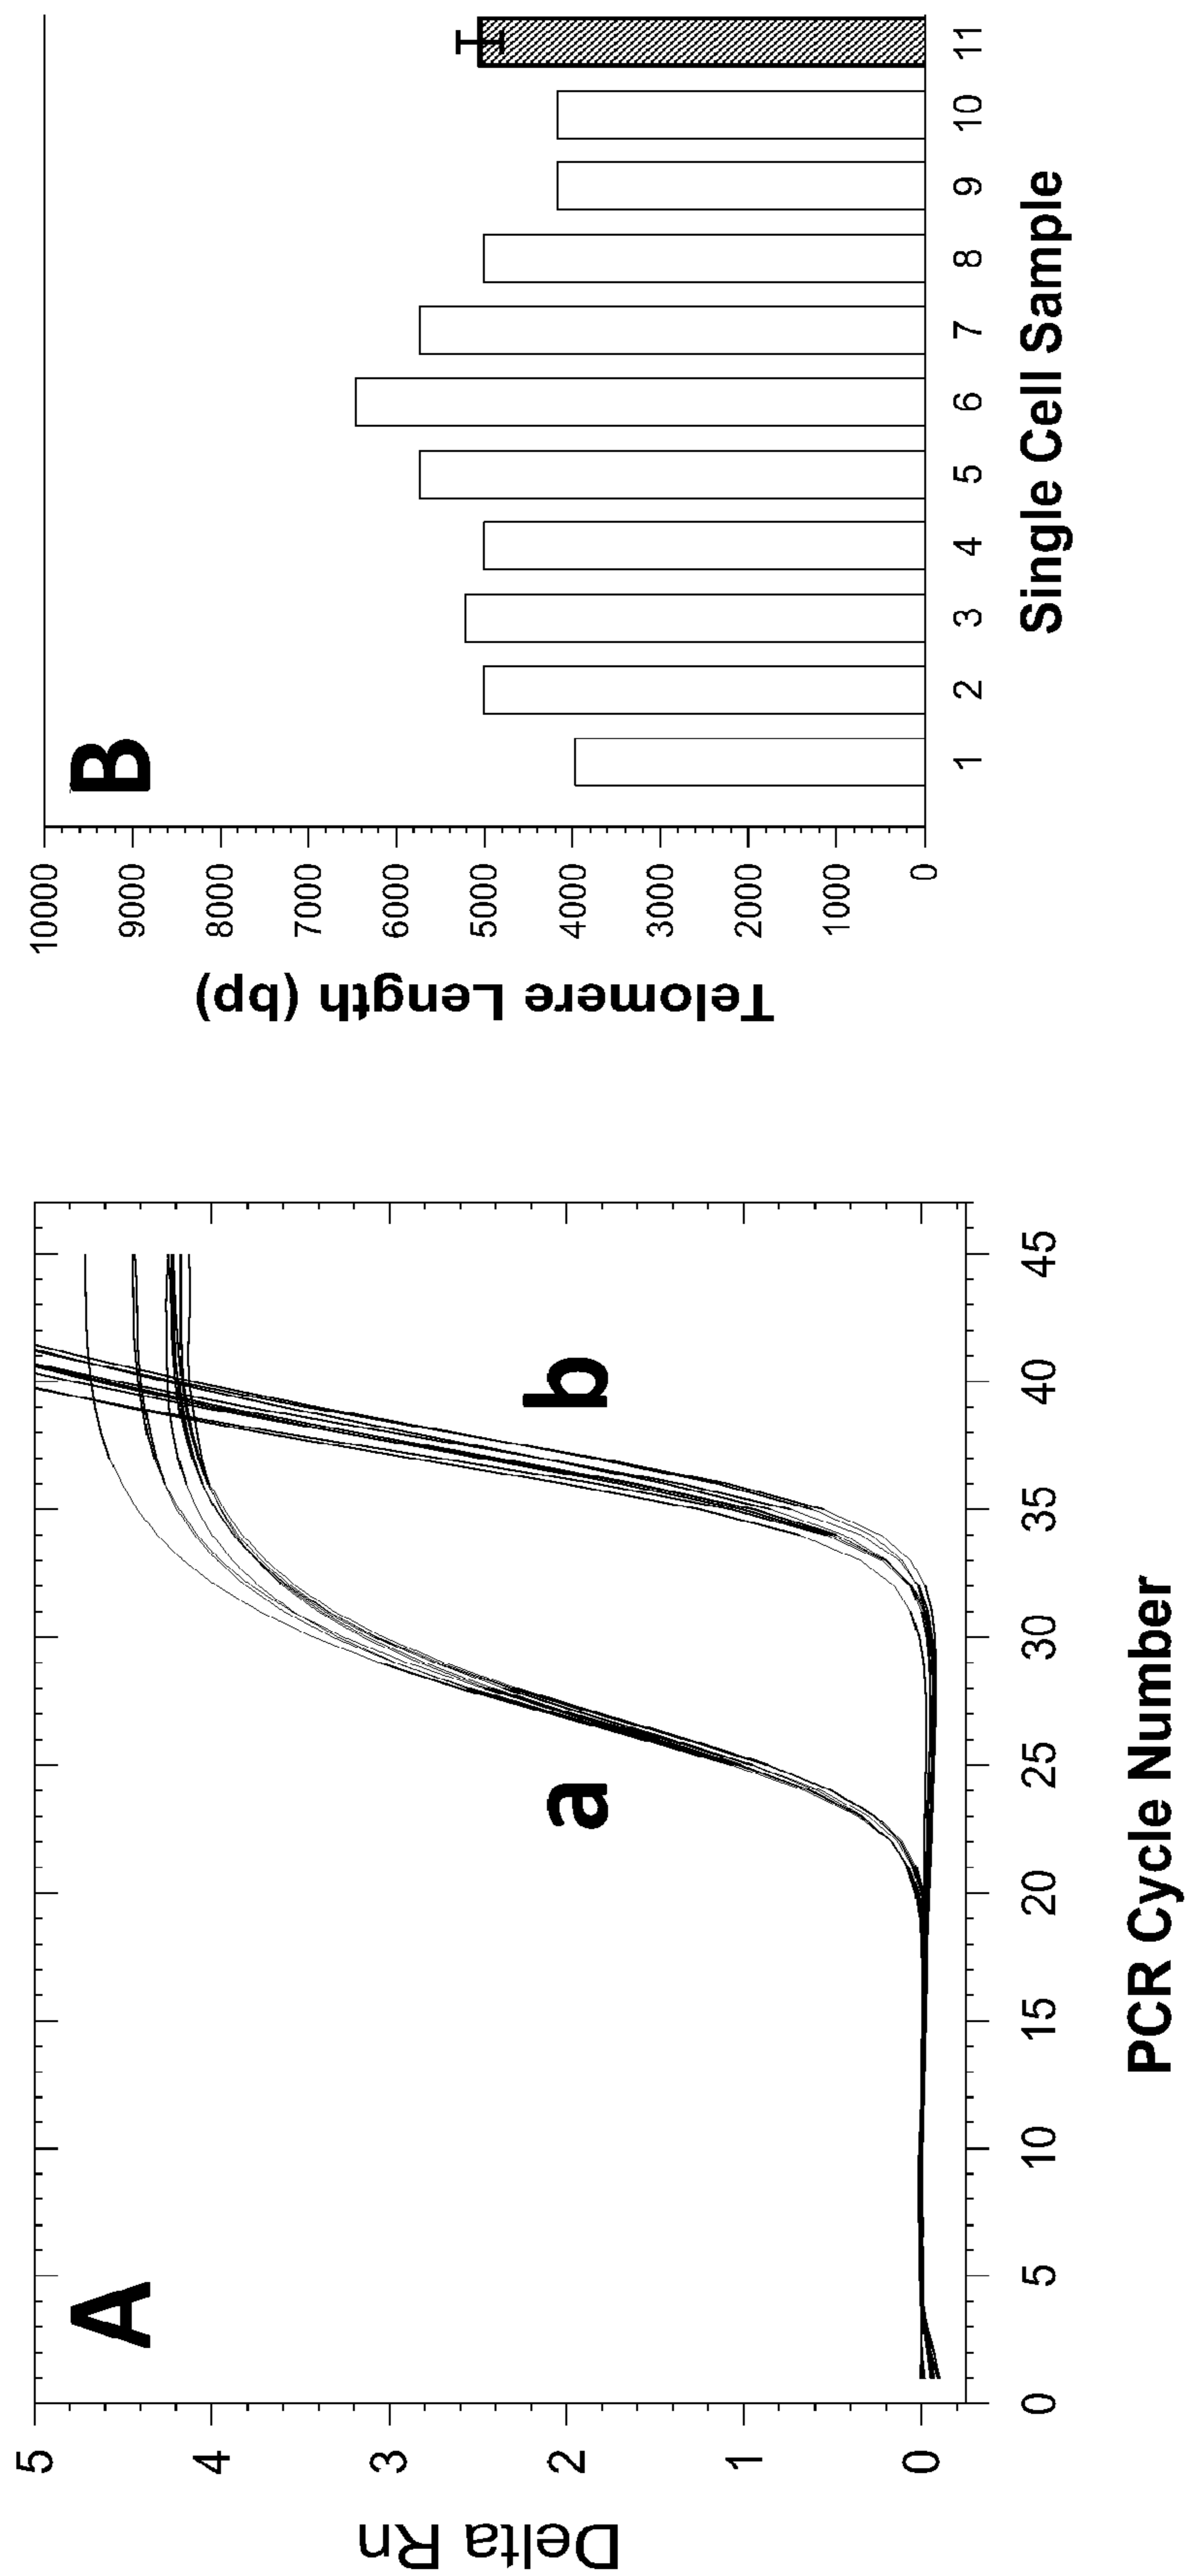 A
Delta Rn
5
4
3
2
1
0
a
b
0 5 10 15 20 25 30 35 40 45
PCR Cycle Number
B
Telomere Length (bp)
10000
9000
8000
7000
6000
5000
4000
3000
2000
1000
0
1 2 3 4 5 6 7 8 9 10 11
Single Cell Sample